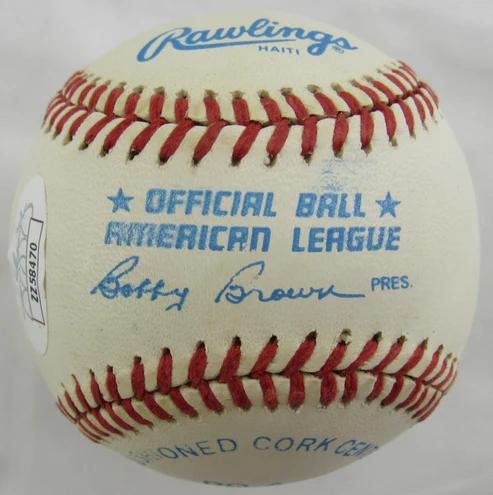 Rawlings ®
HAITI
★ OFFICIAL BALL ★
AMERICAN LEAGUE
Bobby Brown PRES.
ZZ58470
CORK